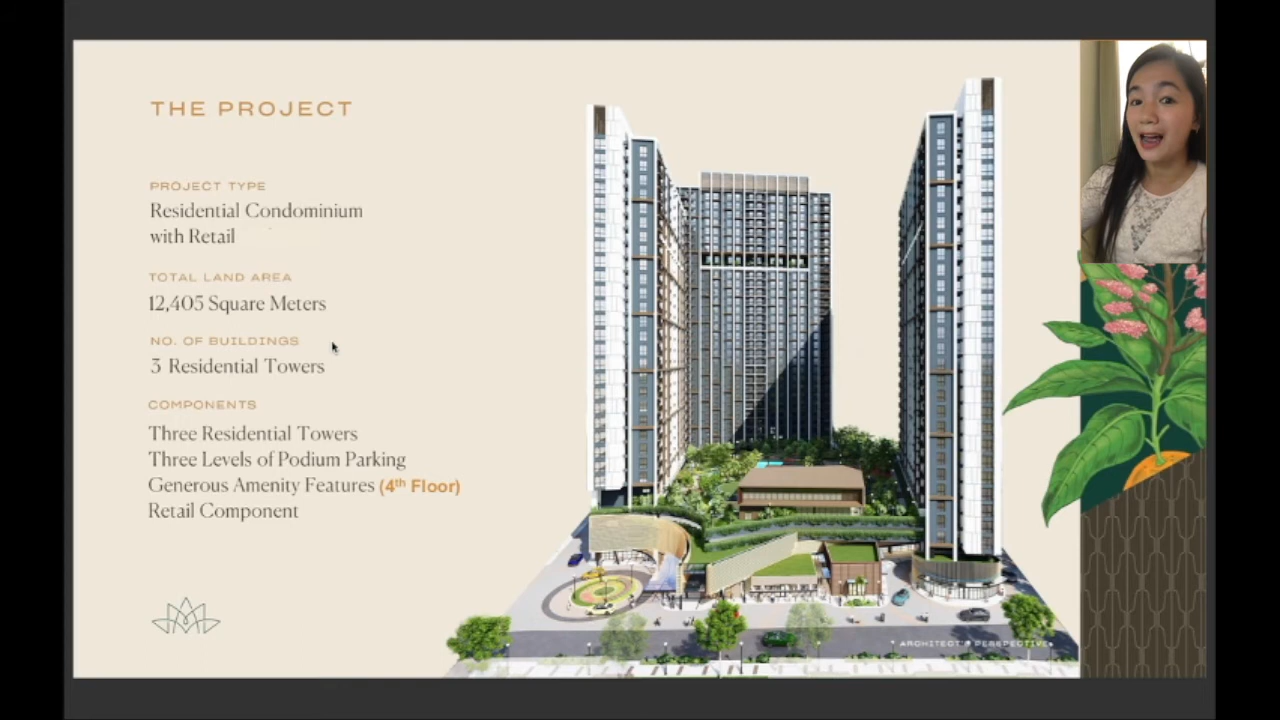 THE PROJECT
PROJECT TYPE
Residential Condominium
with Retail
TOTAL LAND AREA
12,405 Square Meters
NO. OF BUILDINGS
3 Residential Towers
COMPONENTS
Three Residential Towers
Three Levels of Podium Parking
Generous Amenity Features (4th Floor)
Retail Component
ARCHITECT'S PERSPECTIVE